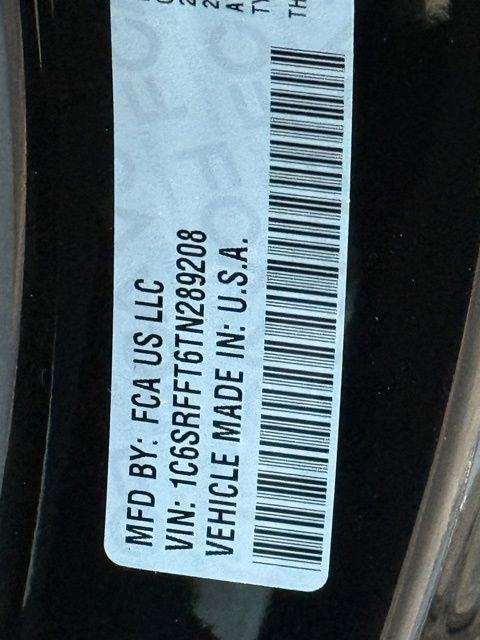 MFD BY: FCA US LLC
VIN: 1C6SRFFT6TN289208
VEHICLE MADE IN: U.S.A.